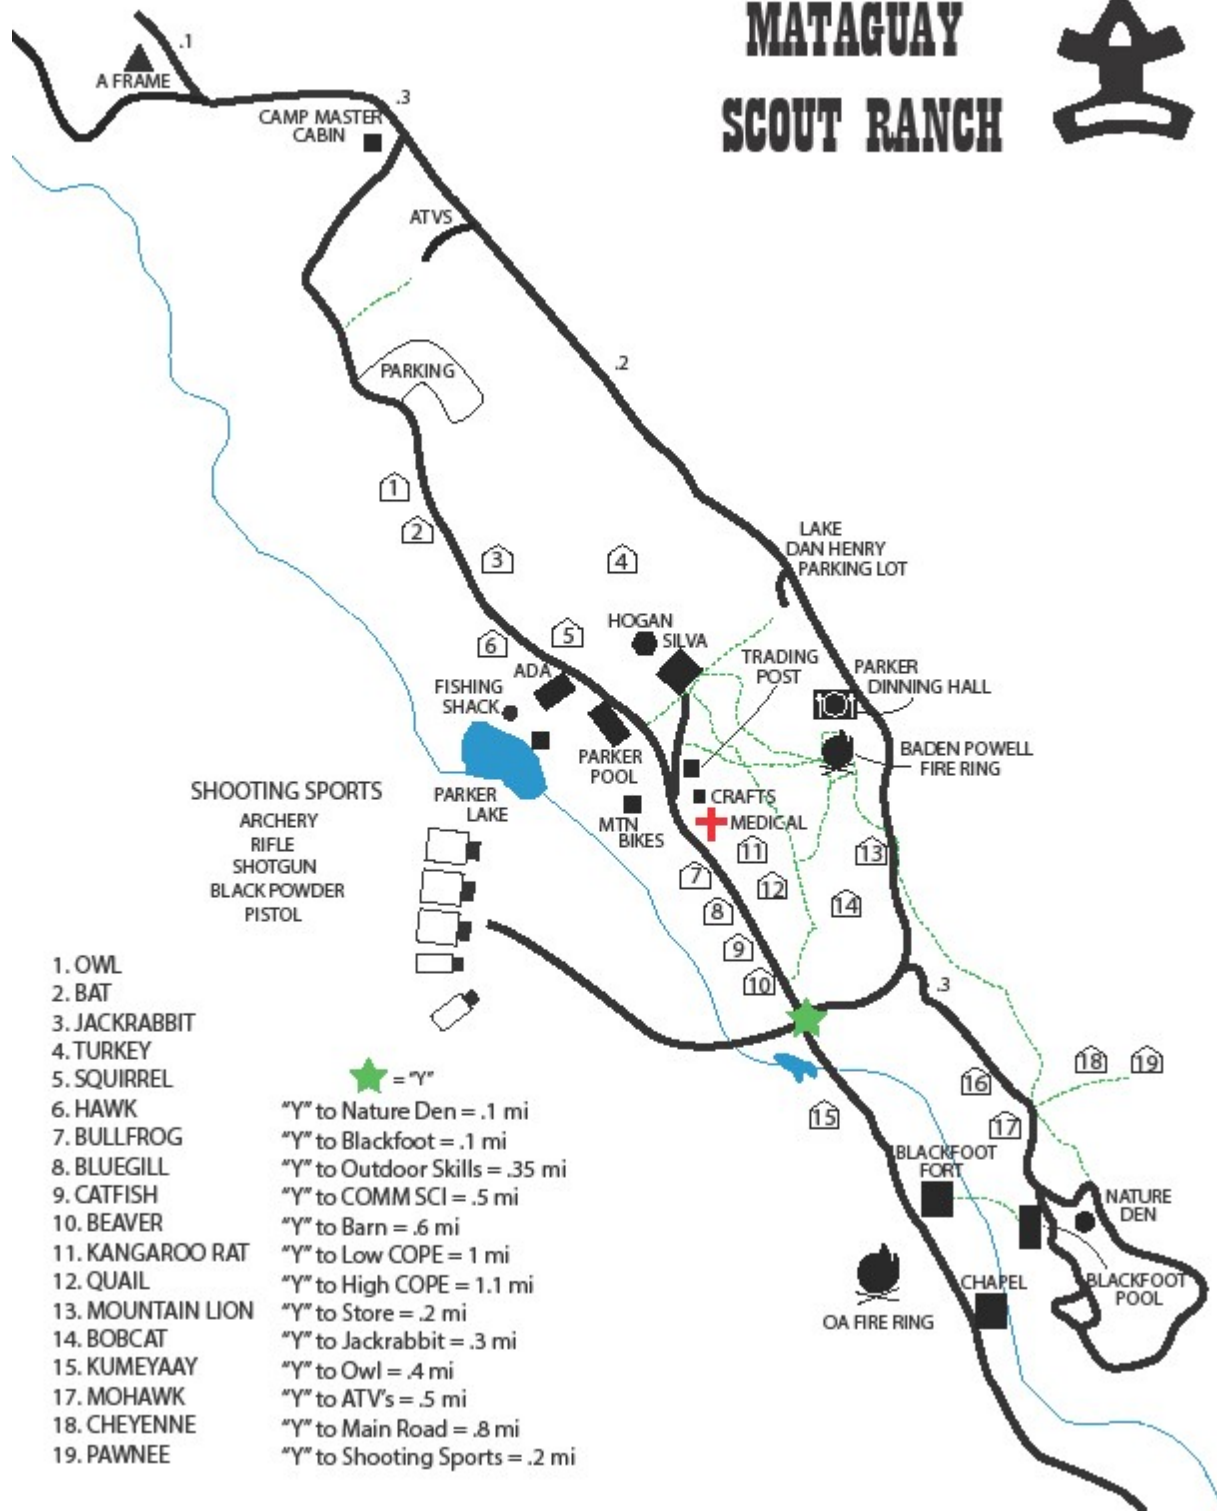 MATAGUAY
SCOUT RANCH
.1
A FRAME
.3
CAMP MASTER
CABIN
ATVS
.2
PARKING
1
2
3
4
LAKE
DAN HENRY
PARKING LOT
5
6
HOGAN
SILVA
ADA
TRADING
POST
PARKER
DINNING HALL
FISHING
SHACK
PARKER
POOL
BADEN POWELL
FIRE RING
SHOOTING SPORTS
ARCHERY
RIFLE
SHOTGUN
BLACK POWDER
PISTOL
PARKER
LAKE
MTN
BIKES
CRAFTS
MEDICAL
7
8
9
10
11
12
13
14
.3
15
16
17
18
19
BLACKFOOT
FORT
NATURE
DEN
BLACKFOOT
POOL
CHAPEL
OA FIRE RING
1. OWL
2. BAT
3. JACKRABBIT
4. TURKEY
5. SQUIRREL
6. HAWK
7. BULLFROG
8. BLUEGILL
9. CATFISH
10. BEAVER
11. KANGAROO RAT
12. QUAIL
13. MOUNTAIN LION
14. BOBCAT
15. KUMEYAAY
17. MOHAWK
18. CHEYENNE
19. PAWNEE
= "Y"
"Y" to Nature Den = .1 mi
"Y" to Blackfoot = .1 mi
"Y" to Outdoor Skills = .35 mi
"Y" to COMM SCI = .5 mi
"Y" to Barn = .6 mi
"Y" to Low COPE = 1 mi
"Y" to High COPE = 1.1 mi
"Y" to Store = .2 mi
"Y" to Jackrabbit = .3 mi
"Y" to Owl = .4 mi
"Y" to ATV's = .5 mi
"Y" to Main Road = .8 mi
"Y" to Shooting Sports = .2 mi